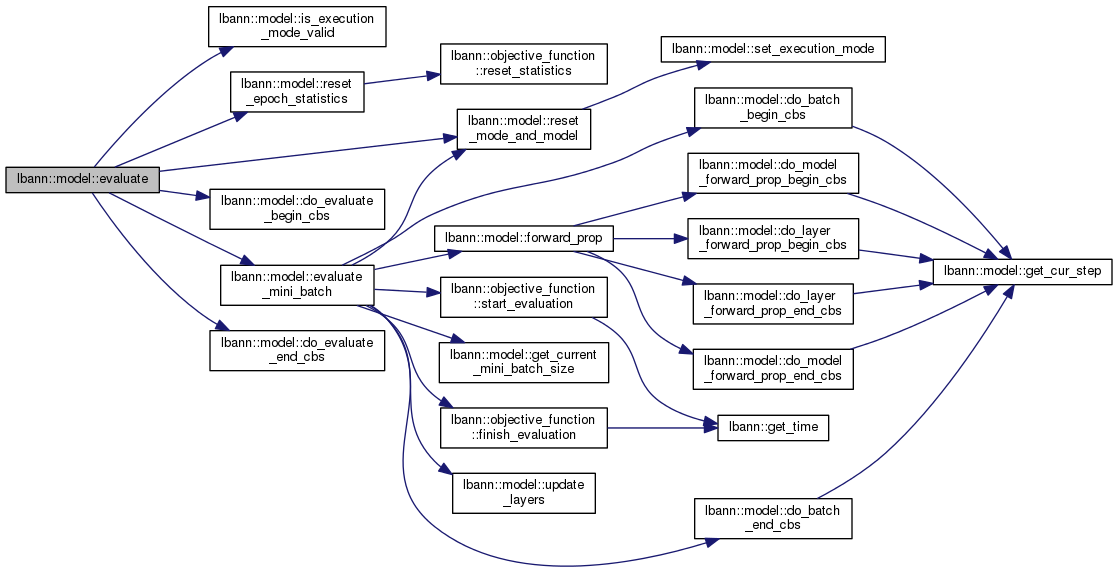 lbann::model::evaluate
lbann::model::is_execution
_mode_valid
lbann::model::reset
_epoch_statistics
lbann::model::do_evaluate
_begin_cbs
lbann::model::evaluate
_mini_batch
lbann::model::do_evaluate
_end_cbs
lbann::objective_function
::reset_statistics
lbann::model::reset
_mode_and_model
lbann::model::forward_prop
lbann::objective_function
::start_evaluation
lbann::model::get_current
_mini_batch_size
lbann::objective_function
::finish_evaluation
lbann::model::update
_layers
lbann::model::set_execution_mode
lbann::model::do_batch
_begin_cbs
lbann::model::do_model
_forward_prop_begin_cbs
lbann::model::do_layer
_forward_prop_begin_cbs
lbann::model::do_layer
_forward_prop_end_cbs
lbann::model::do_model
_forward_prop_end_cbs
lbann::get_time
lbann::model::do_batch
_end_cbs
lbann::model::get_cur_step